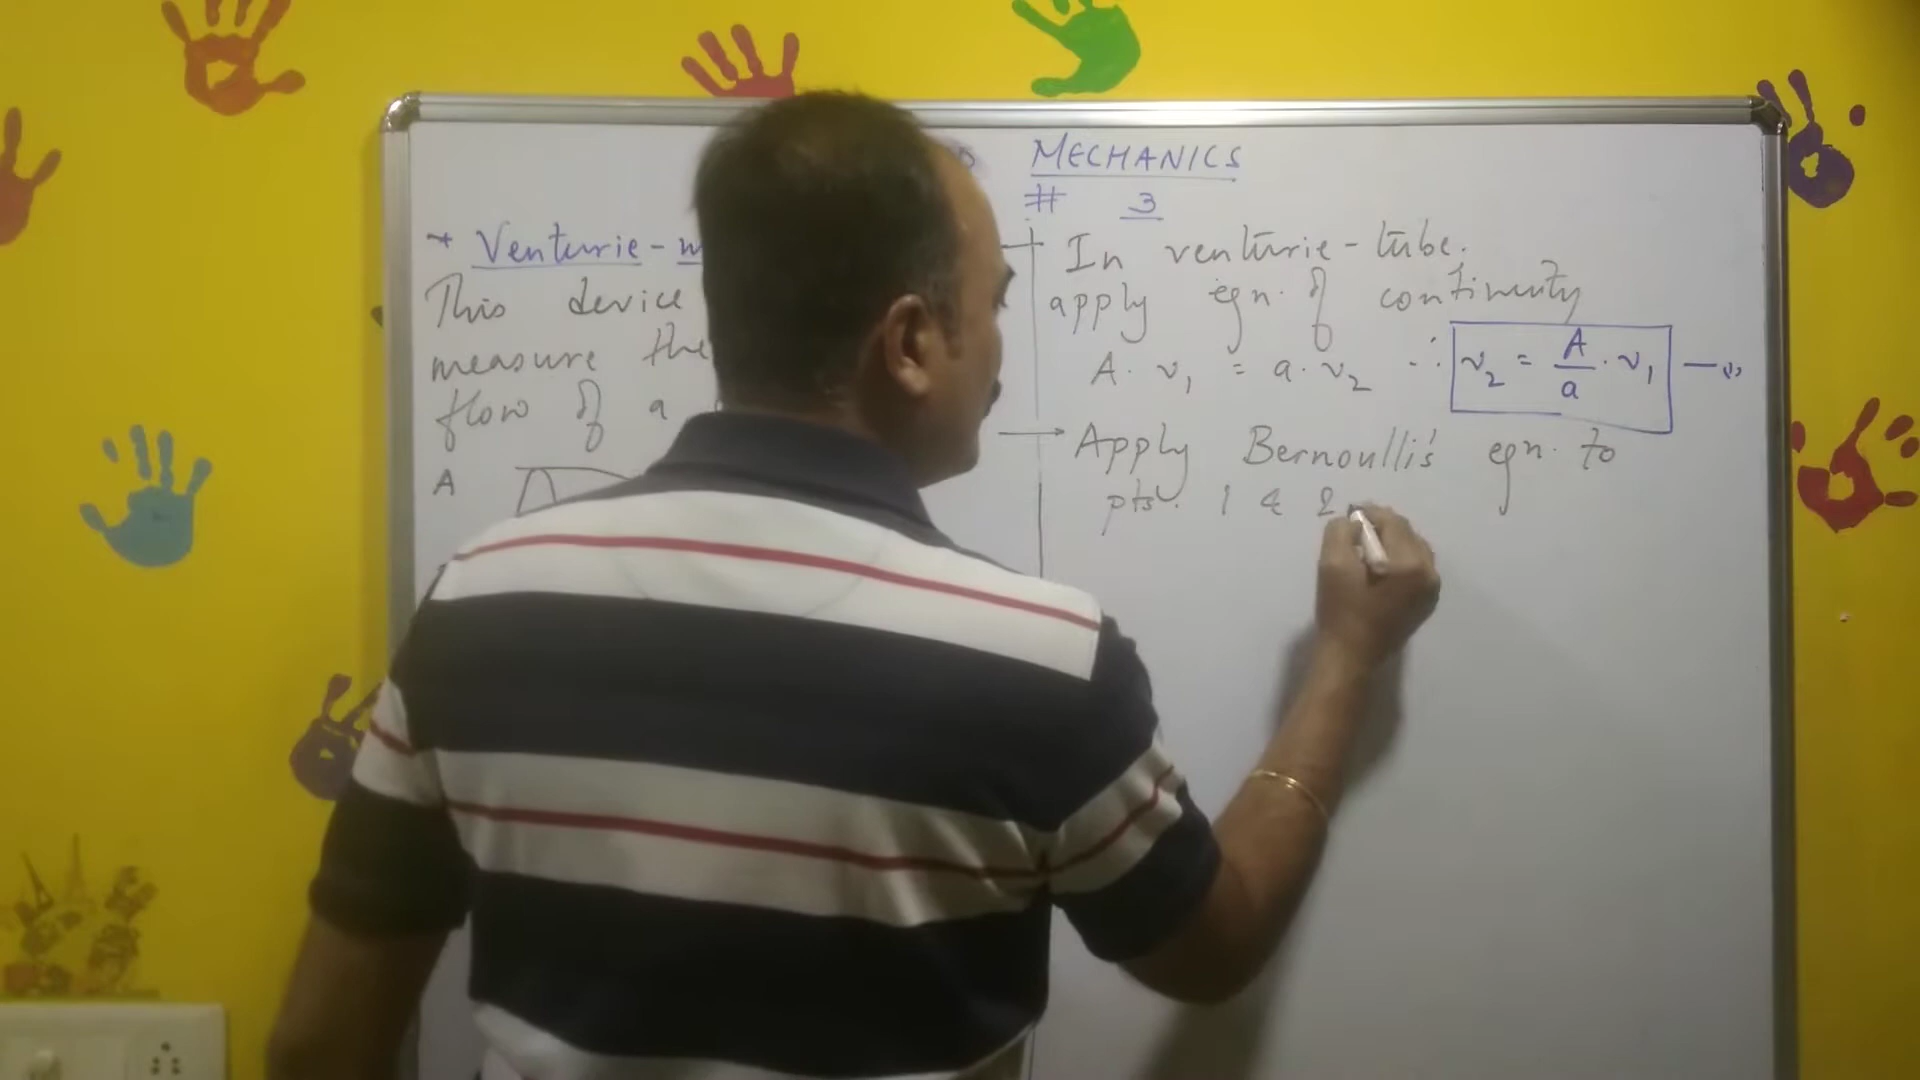 MECHANICS
# 3
* Venturie-
This device
measure the
flow of a
A
In venturie-tube.
apply eqn. of continuity
A. v₁ = a. v₂ ∴ v₂ = A/a . v₁
Apply Bernoulli's eqn. to
pts. 1 & 2